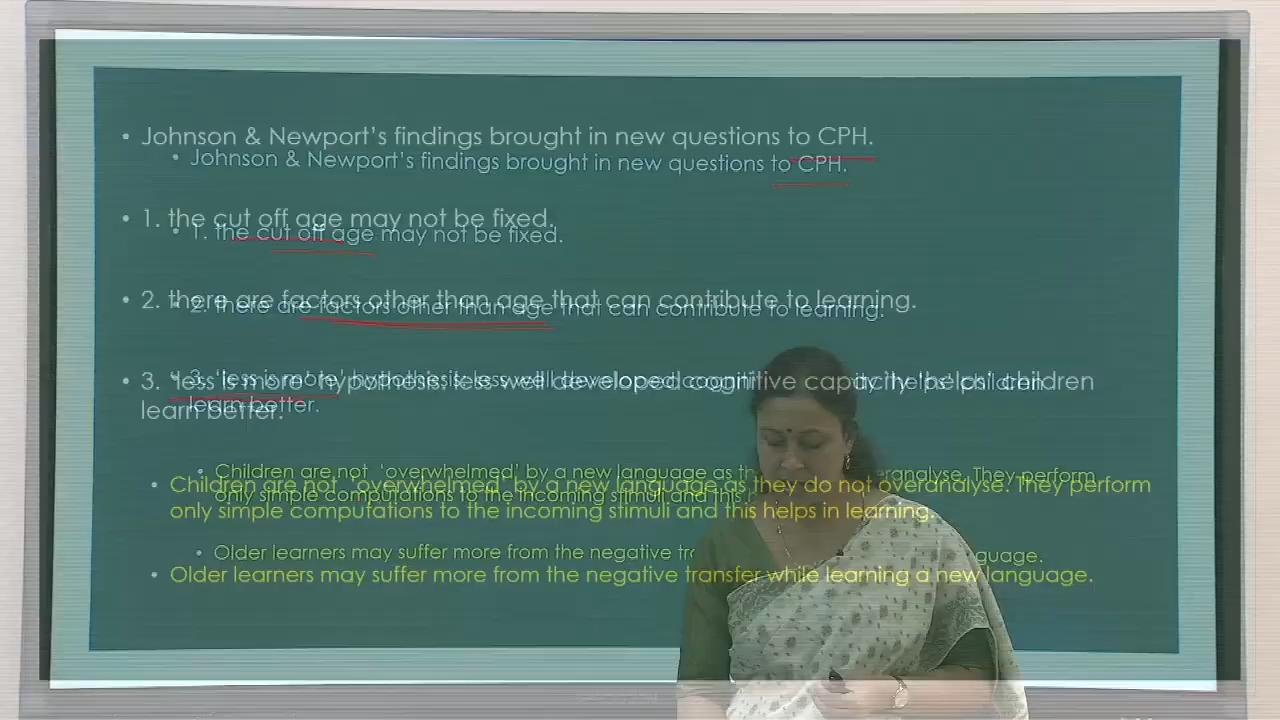 • Johnson & Newport's findings brought in new questions to CPH.
• 1. the cut off age may not be fixed.
• 2. there are factors other than age that can contribute to learning.
• 3. 'less is more' hypothesis: less well developed cognitive capacity 'helps' children
learn better.
• Children are not 'overwhelmed' by a new language as they do not overanalyse. They perform
only simple computations to the incoming stimuli and this helps in learning.
• Older learners may suffer more from the negative transfer while learning a new language.